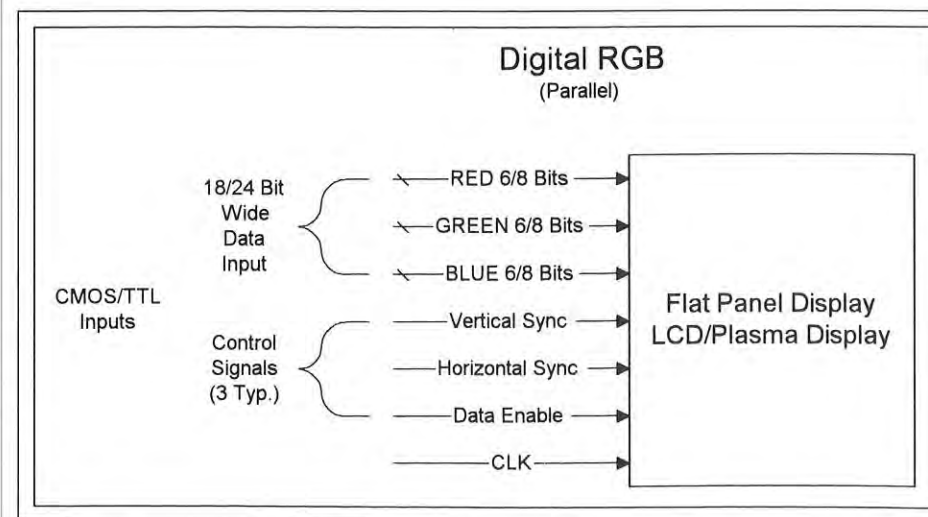 Digital RGB
(Parallel)
CMOS/TTL
Inputs
18/24 Bit
Wide
Data
Input
Control
Signals
(3 Typ.)
RED 6/8 Bits
GREEN 6/8 Bits
BLUE 6/8 Bits
Vertical Sync
Horizontal Sync
Data Enable
CLK
Flat Panel Display
LCD/Plasma Display